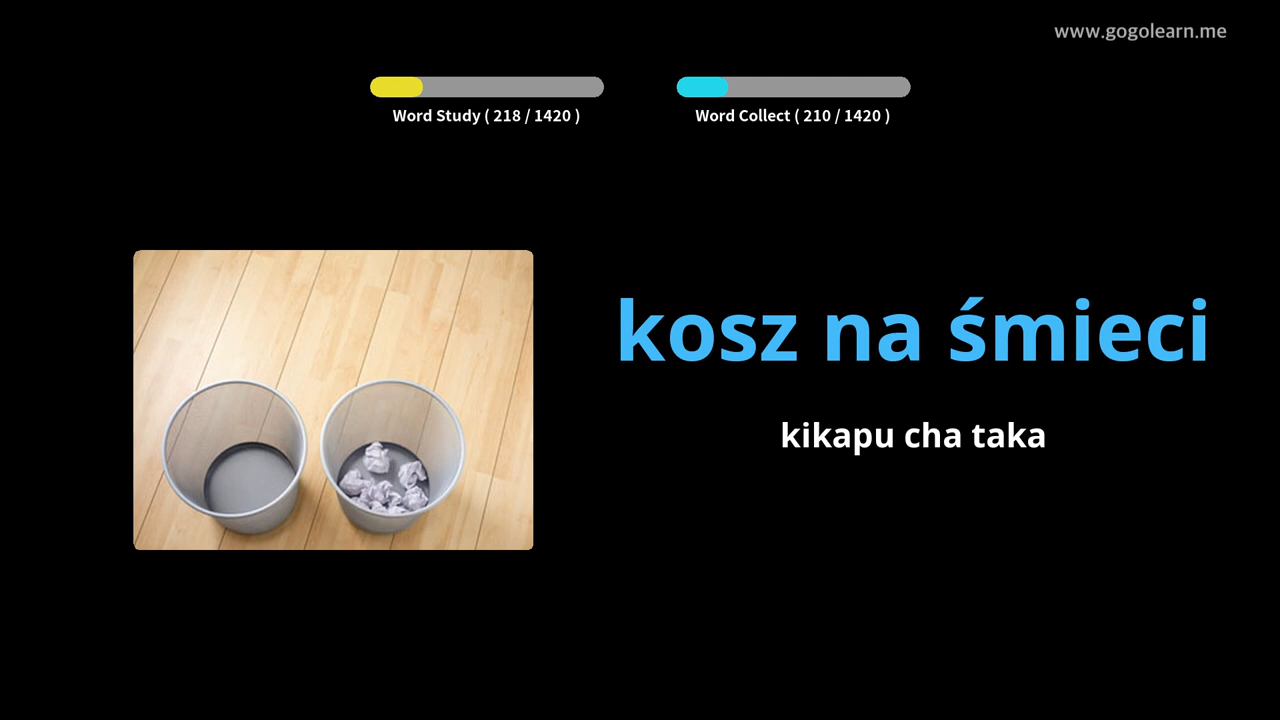 www.gogolearn.me
Word Study ( 218 / 1420 )
Word Collect ( 210 / 1420 )
kosz na śmieci
kikapu cha taka